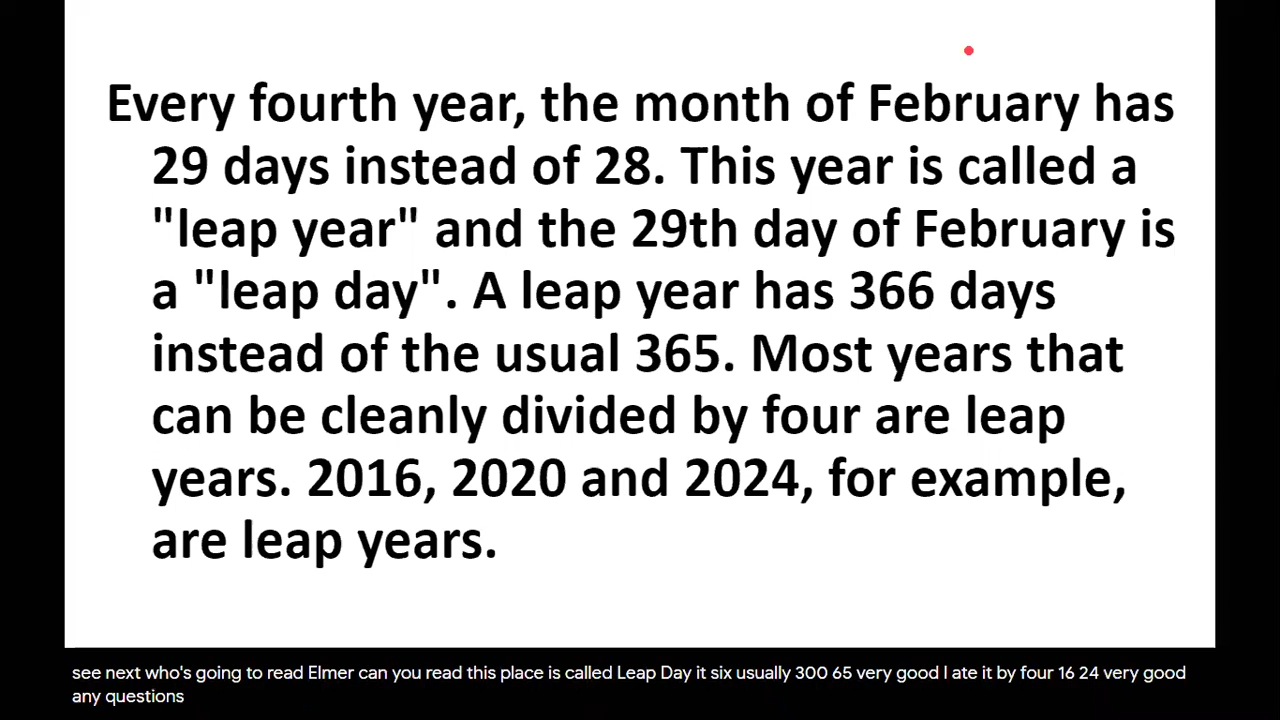 Every fourth year, the month of February has
29 days instead of 28. This year is called a
"leap year" and the 29th day of February is
a "leap day". A leap year has 366 days
instead of the usual 365. Most years that
can be cleanly divided by four are leap
years. 2016, 2020 and 2024, for example,
are leap years.
see next who's going to read Elmer can you read this place is called Leap Day it six usually 300 65 very good I ate it by four 16 24 very good
any questions